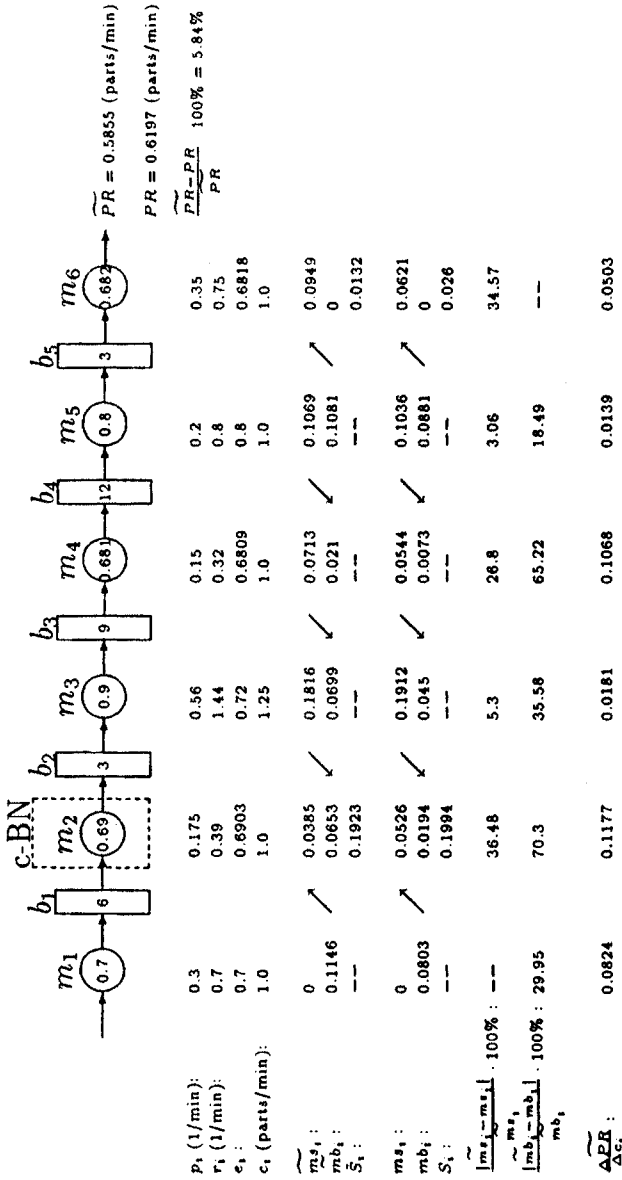 c-BN
m1 b1 m2 b2 m3 b3 m4 b4 m5 b5 m6
0.7 6 0.69 3 0.9 9 0.681 12 0.8 3 0.682
P̃R = 0.5855 (parts/min)
PR = 0.6197 (parts/min)
|P̃R−PR| / P̃R 100% = 5.84%
p_i (1/min): 0.3 0.175 0.56 0.15 0.2 0.35
r_i (1/min): 0.7 0.39 1.44 0.32 0.8 0.75
e_i : 0.7 0.6903 0.72 0.6809 0.8 0.6818
c_i (parts/min): 1.0 1.0 1.25 1.0 1.0 1.0
m̃s_i : 0 0.0385 0.1816 0.0713 0.1069 0.0949
m̃b_i : 0.1146 ↗ 0.0653 ↙ 0.0699 ↙ 0.021 ↙ 0.1081 ↗ 0
S̃_i : -- 0.1923 -- -- -- 0.0132
ms_i : 0 0.0526 0.1912 0.0544 0.1036 0.0621
mb_i : 0.0803 ↗ 0.0194 ↙ 0.045 ↙ 0.0073 ↙ 0.0881 ↗ 0
S_i : -- 0.1994 -- -- -- 0.026
|m̃s_i−ms_i| / m̃s_i · 100% : -- 36.48 5.3 26.8 3.06 34.57
|m̃b_i−mb_i| / m̃b_i · 100% : 29.95 70.3 35.58 65.22 18.49 --
ΔP̃R / Δc_i : 0.0824 0.1177 0.0181 0.1068 0.0139 0.0503